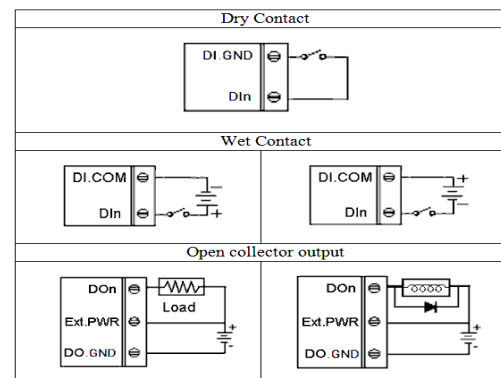 Dry Contact
DI.GND
DIn
Wet Contact
DI.COM
DIn
− +
DI.COM
DIn
+ −
Open collector output
DOn
Load
Ext.PWR
DO.GND
+ -
DOn
Ext.PWR
DO.GND
+ -